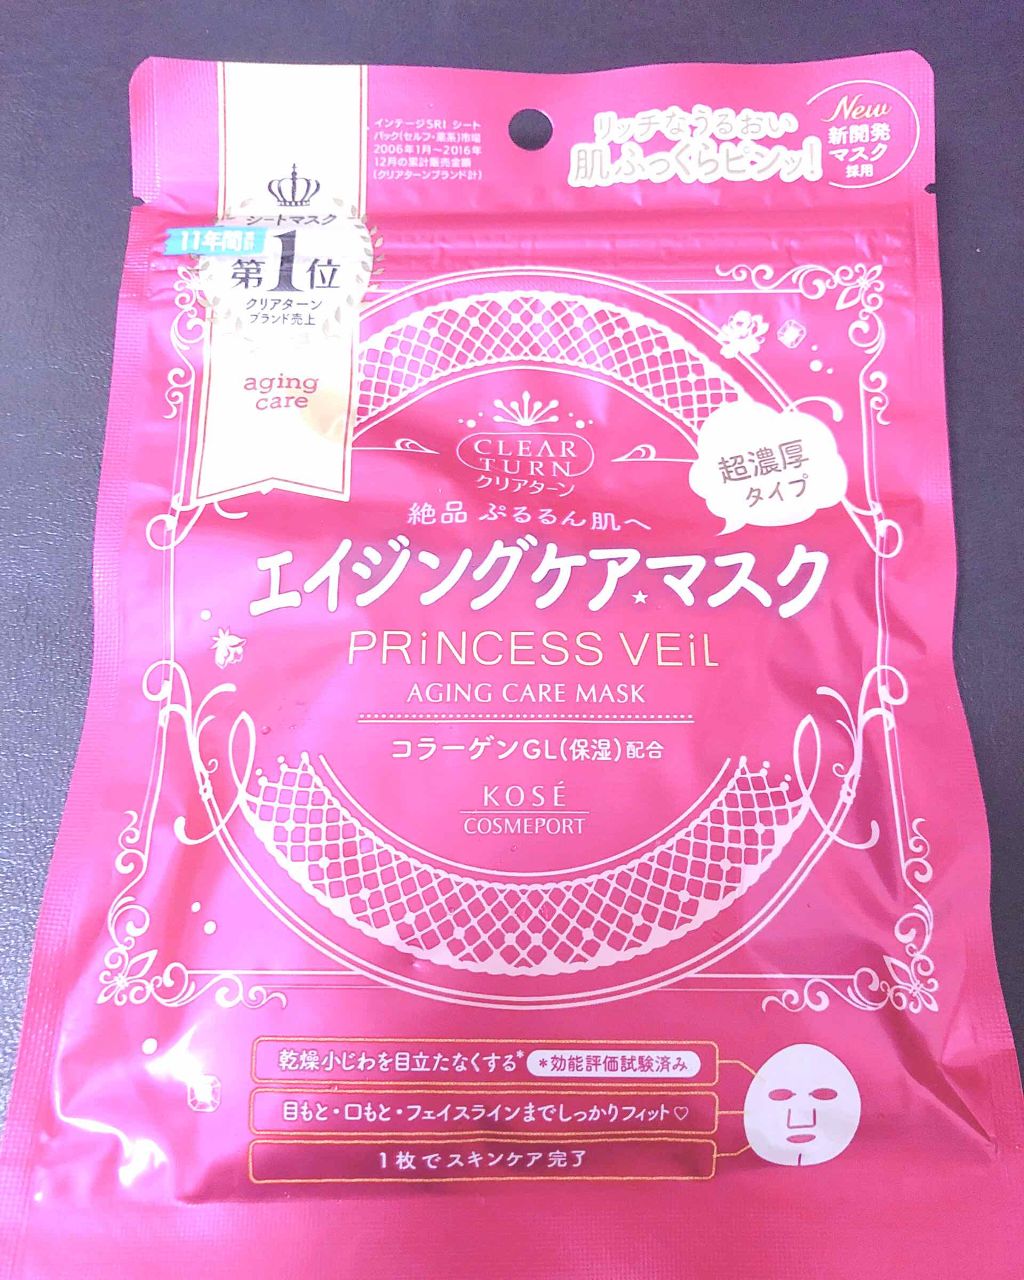 インテージSRI シート
パック(セルフ・薬系)市場
2006年1月〜2016年
12月の累計販売金額
(クリアターンブランド計)
リッチなうるおい
肌ふっくらピンッ!
New
新開発
マスク
採用
シートマスク
11年間累計
第1位
クリアターン
ブランド売上
aging
care
CLEAR
TURN
クリアターン
超濃厚
タイプ
絶品 ぷるるん肌へ
エイジングケア★マスク
PRiNCESS VEiL
AGING CARE MASK
コラーゲンGL(保湿)配合
KOSÉ
COSMEPORT
乾燥小じわを目立たなくする* *効能評価試験済み
目もと・口もと・フェイスラインまでしっかりフィット♡
1枚でスキンケア完了